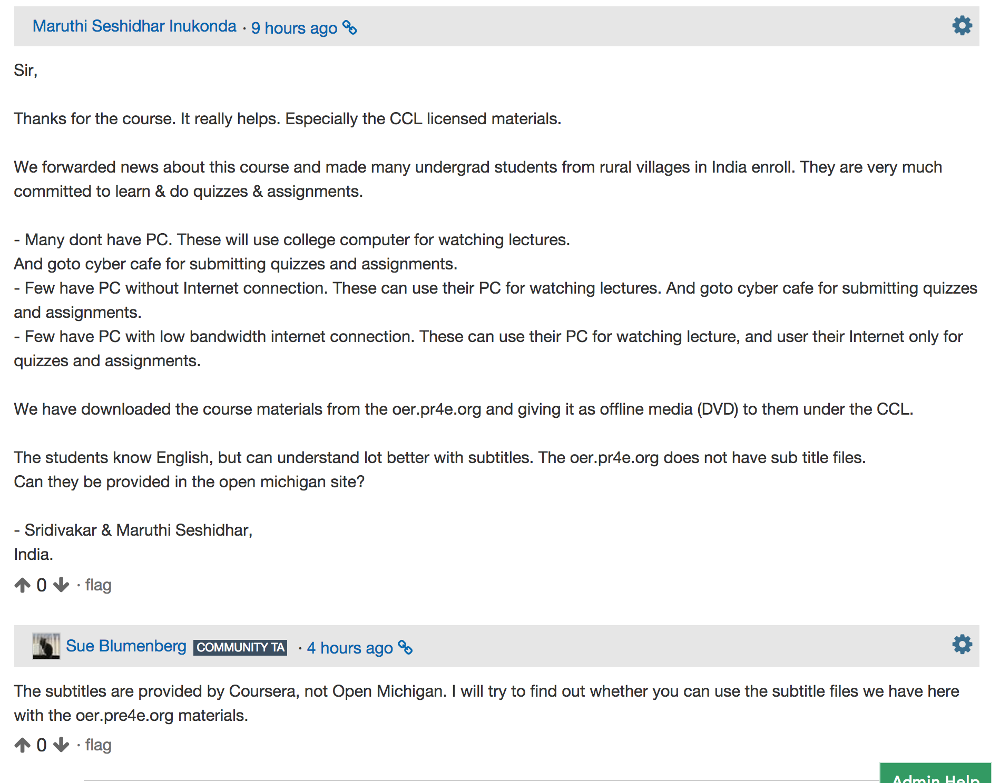 Maruthi Seshidhar Inukonda · 9 hours ago
Sir,
Thanks for the course. It really helps. Especially the CCL licensed materials.
We forwarded news about this course and made many undergrad students from rural villages in India enroll. They are very much
committed to learn & do quizzes & assignments.
- Many dont have PC. These will use college computer for watching lectures.
And goto cyber cafe for submitting quizzes and assignments.
- Few have PC without Internet connection. These can use their PC for watching lectures. And goto cyber cafe for submitting quizzes
and assignments.
- Few have PC with low bandwidth internet connection. These can use their PC for watching lecture, and user their Internet only for
quizzes and assignments.
We have downloaded the course materials from the oer.pr4e.org and giving it as offline media (DVD) to them under the CCL.
The students know English, but can understand lot better with subtitles. The oer.pr4e.org does not have sub title files.
Can they be provided in the open michigan site?
- Sridivakar & Maruthi Seshidhar,
India.
0 · flag
Sue Blumenberg COMMUNITY TA · 4 hours ago
The subtitles are provided by Coursera, not Open Michigan. I will try to find out whether you can use the subtitle files we have here
with the oer.pre4e.org materials.
0 · flag
Admin Help